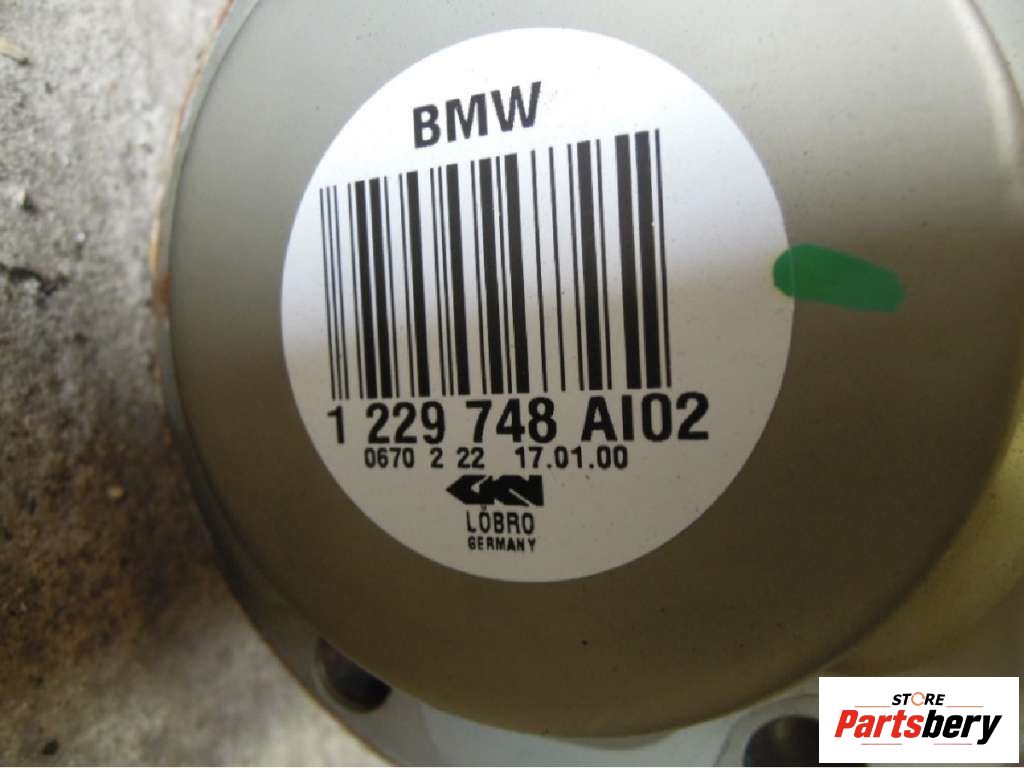 BMW
1 229 748 AI02
0670 2 22 17.01.00
GKN
LÖBRO
GERMANY
STORE
Partsbery